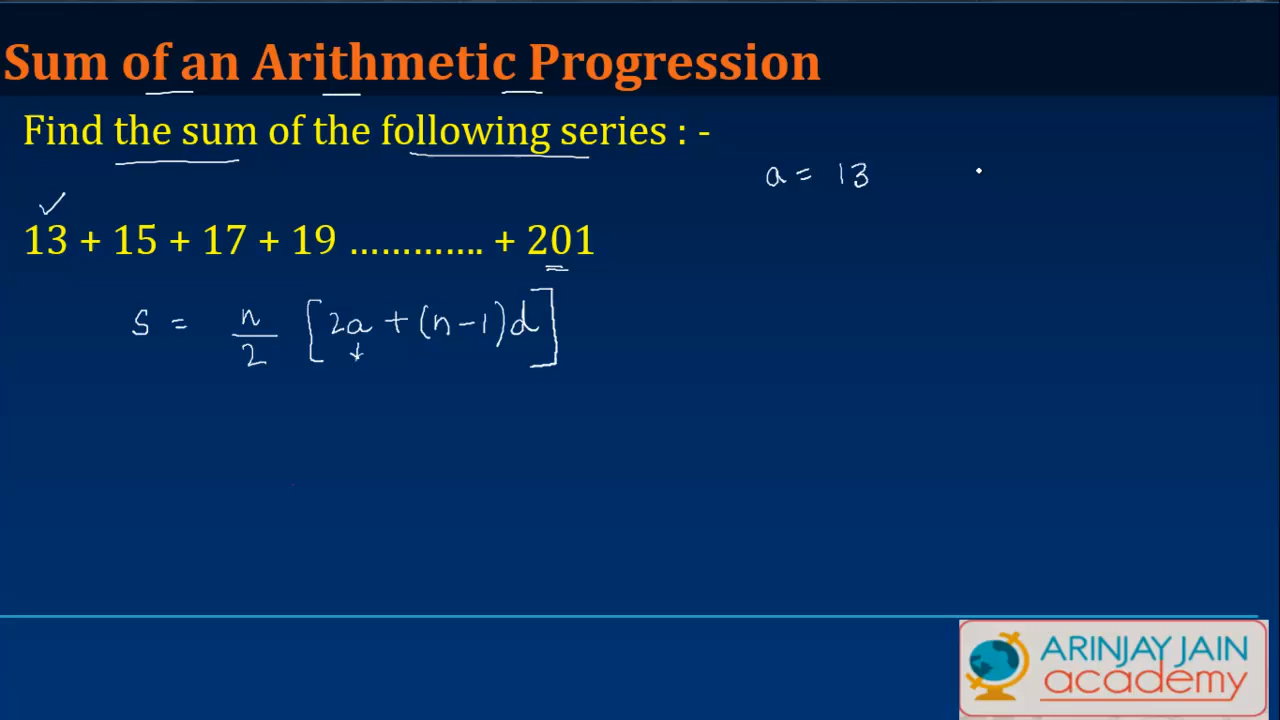 Sum of an Arithmetic Progression
Find the sum of the following series : -
a = 13
13 + 15 + 17 + 19 …………. + 201
S = n/2 [2a + (n-1)d]
ARINJAY JAIN
academy